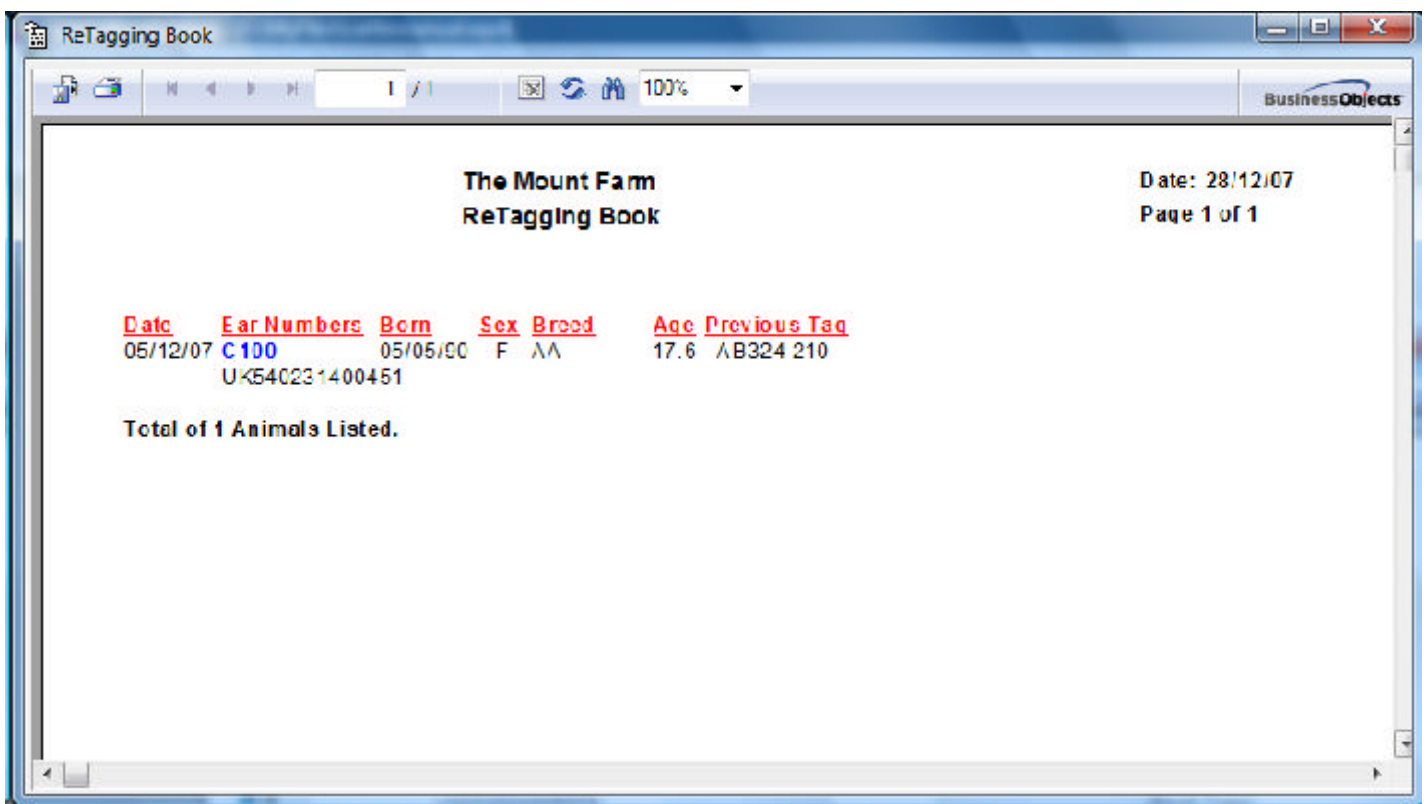 ReTagging Book
1 / 1
100%
BusinessObjects
The Mount Farm
Date: 28/12/07
ReTagging Book
Page 1 of 1
Date Ear Numbers Born Sex Breed Age Previous Tag
05/12/07 C100 05/05/90 F AA 17.6 AB324 210
UK540231400451
Total of 1 Animals Listed.